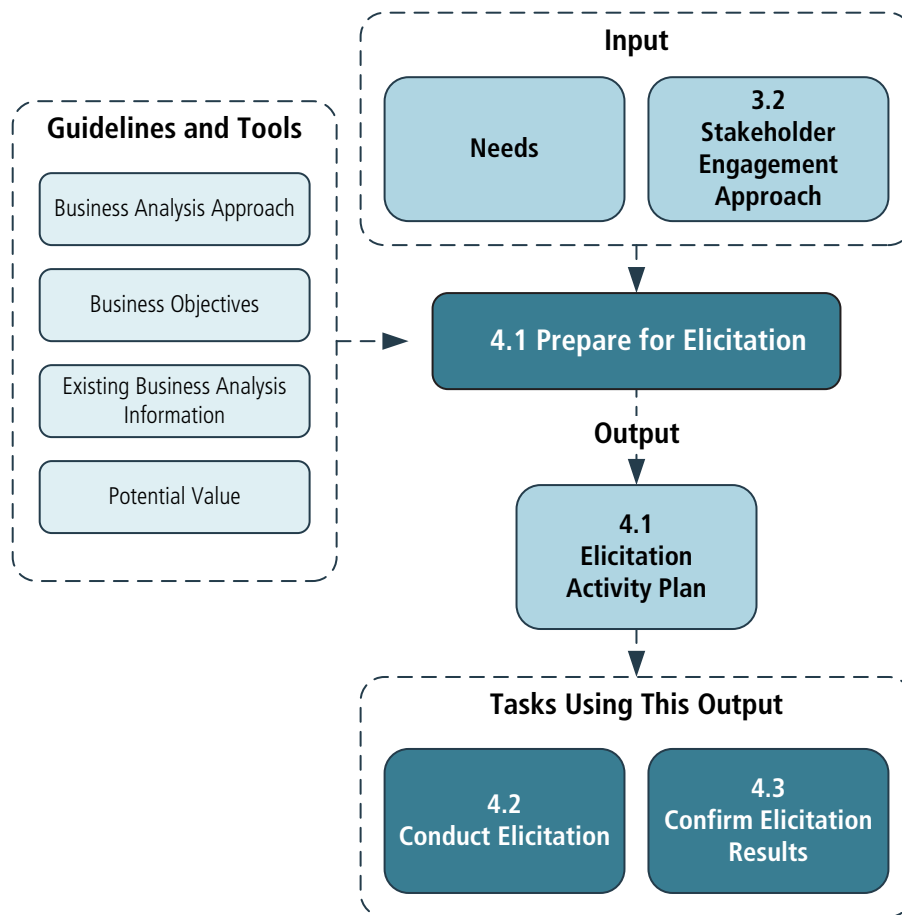 Input
Needs
3.2
Stakeholder
Engagement
Approach
Guidelines and Tools
Business Analysis Approach
Business Objectives
Existing Business Analysis
Information
Potential Value
4.1 Prepare for Elicitation
Output
4.1
Elicitation
Activity Plan
Tasks Using This Output
4.2
Conduct Elicitation
4.3
Confirm Elicitation
Results